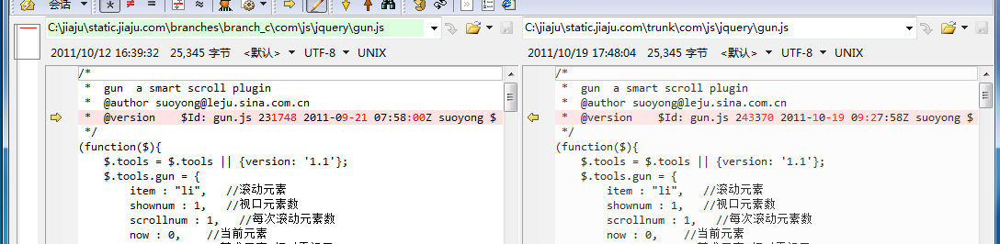 会话
C:\jiaju\static.jiaju.com\branches\branch_c\com\js\jquery\gun.js
2011/10/12 16:39:32 25,345 字节 <默认> UTF-8 UNIX
/*
* gun a smart scroll plugin
* @author suoyong@leju.sina.com.cn
* @version $Id: gun.js 231748 2011-09-21 07:58:00Z suoyong $
*/
(function($){
$.tools = $.tools || {version: '1.1'};
$.tools.gun = {
item : "li", //滚动元素
shownum : 1, //视口元素数
scrollnum : 1, //每次滚动元素数
now : 0, //当前元素
C:\jiaju\static.jiaju.com\trunk\com\js\jquery\gun.js
2011/10/19 17:48:04 25,345 字节 <默认> UTF-8 UNIX
/*
* gun a smart scroll plugin
* @author suoyong@leju.sina.com.cn
* @version $Id: gun.js 243370 2011-10-19 09:27:58Z suoyong $
*/
(function($){
$.tools = $.tools || {version: '1.1'};
$.tools.gun = {
item : "li", //滚动元素
shownum : 1, //视口元素数
scrollnum : 1, //每次滚动元素数
now : 0, //当前元素